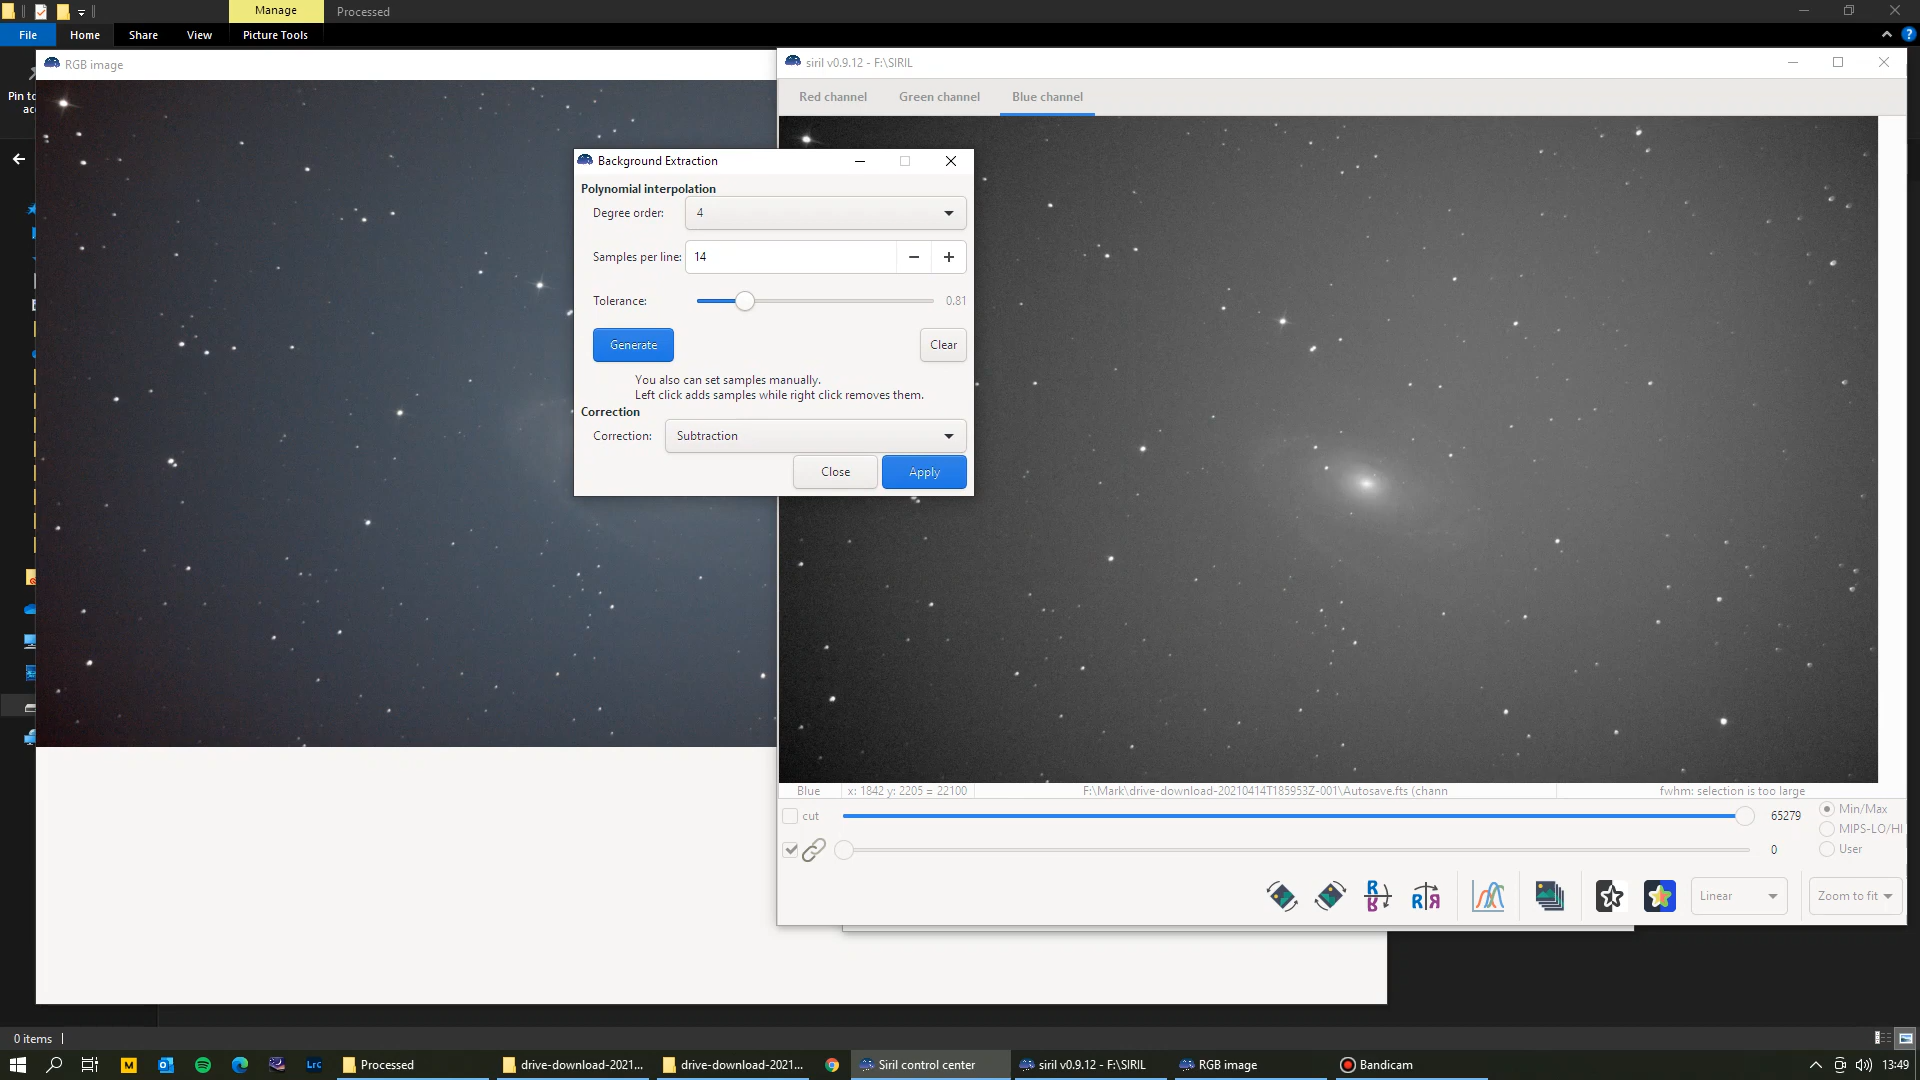 Manage
Processed
File
Home
Share
View
Picture Tools
Pin to
ac
RGB image
siril v0.9.12 - F:\SIRIL
Red channel
Green channel
Blue channel
Background Extraction
Polynomial interpolation
Degree order:
4
Samples per line:
14
Tolerance:
0.81
Generate
Clear
You also can set samples manually.
Left click adds samples while right click removes them.
Correction
Correction:
Subtraction
Close
Apply
Blue
x: 1842 y: 2205 = 22100
F:\Mark\drive-download-20210414T185953Z-001\Autosave.fts (chann
fwhm: selection is too large
cut
65279
Min/Max
MIPS-LO/HI
0
User
Linear
Zoom to fit
0 items
Lrc
Processed
drive-download-2021...
drive-download-2021...
Siril control center
siril v0.9.12 - F:\SIRIL
RGB image
Bandicam
13:49